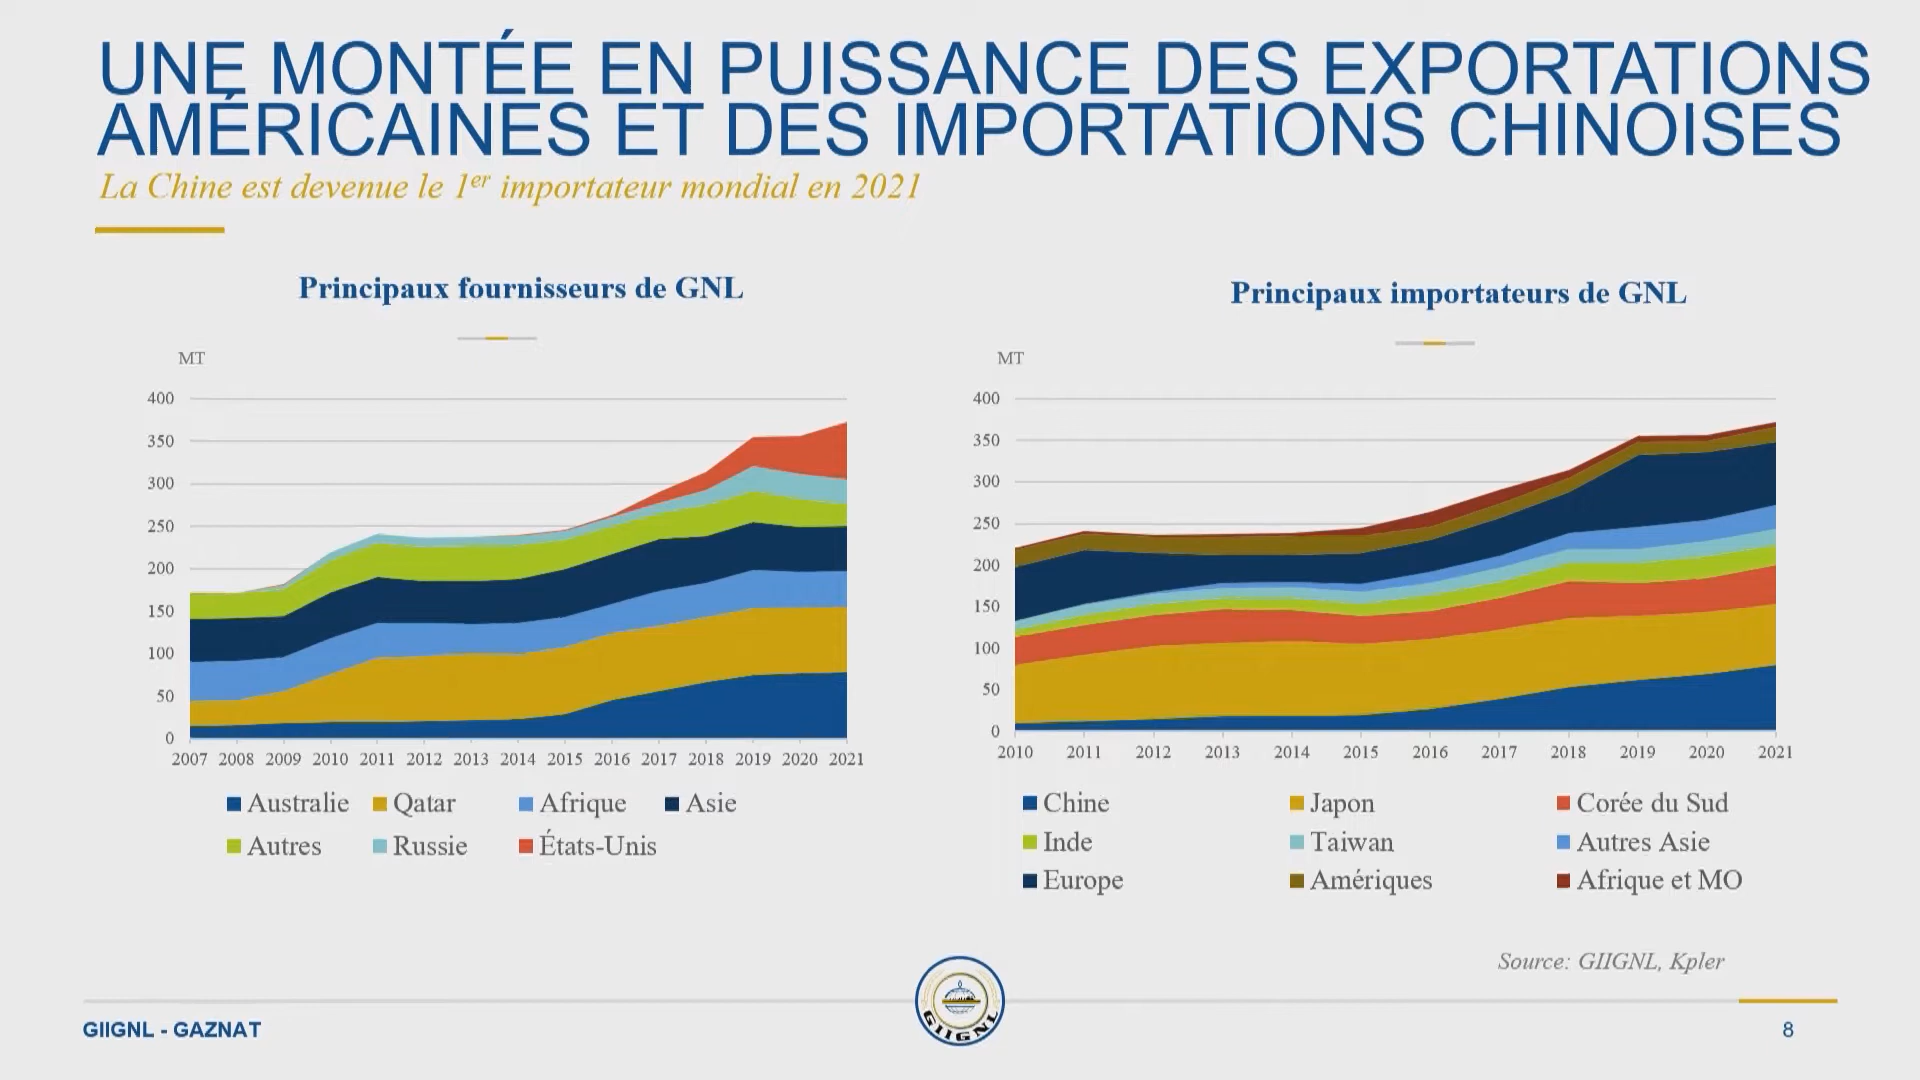 UNE MONTÉE EN PUISSANCE DES EXPORTATIONS
AMÉRICAINES ET DES IMPORTATIONS CHINOISES
La Chine est devenue le 1er importateur mondial en 2021
Principaux fournisseurs de GNL
MT
400
350
300
250
200
150
100
50
0
2007 2008 2009 2010 2011 2012 2013 2014 2015 2016 2017 2018 2019 2020 2021
Australie Qatar Afrique Asie
Autres Russie États-Unis
Principaux importateurs de GNL
MT
400
350
300
250
200
150
100
50
0
2010 2011 2012 2013 2014 2015 2016 2017 2018 2019 2020 2021
Chine Japon Corée du Sud
Inde Taiwan Autres Asie
Europe Amériques Afrique et MO
Source: GIIGNL, Kpler
GIIGNL
GIIGNL - GAZNAT
8